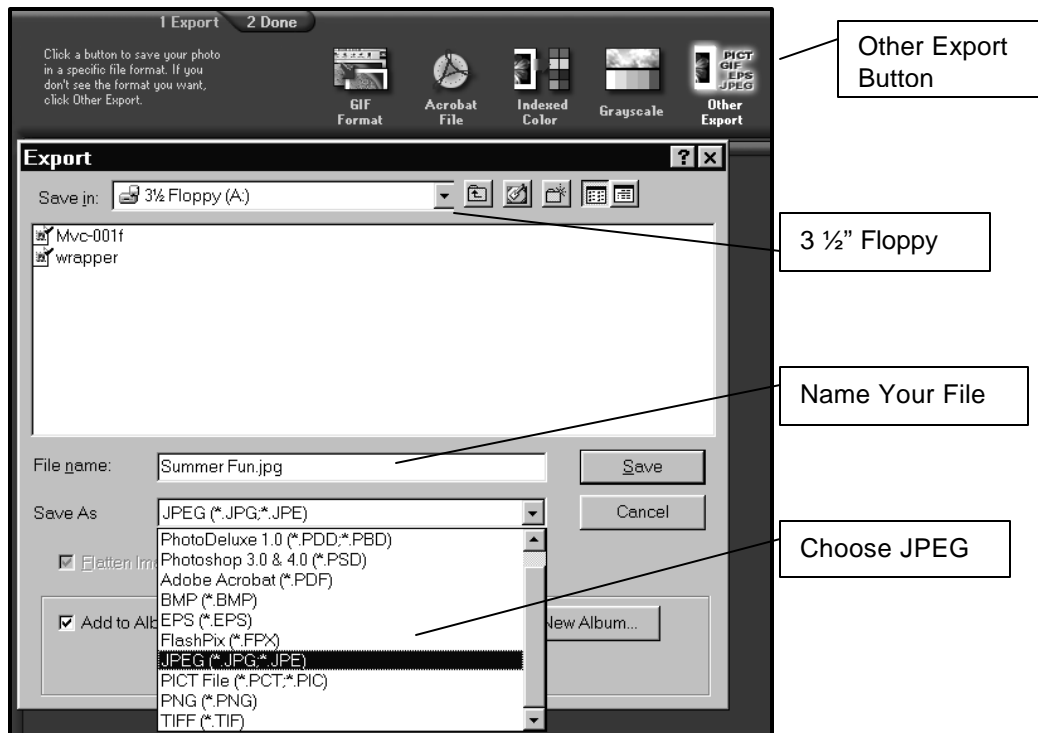 1 Export 2 Done
Click a button to save your photo
in a specific file format. If you
don't see the format you want,
click Other Export.
GIF
Format
Acrobat
File
Indexed
Color
Grayscale
PICT
GIF
EPS
JPEG
Other
Export
Other Export
Button
Export
Save in: 3½ Floppy (A:)
Mvc-001f
wrapper
3 ½” Floppy
Name Your File
File name: Summer Fun.jpg Save
Save As JPEG (*.JPG;*.JPE) Cancel
PhotoDeluxe 1.0 (*.PDD;*.PBD)
Flatten Im Photoshop 3.0 & 4.0 (*.PSD)
Adobe Acrobat (*.PDF)
BMP (*.BMP)
Add to Alb EPS (*.EPS) New Album...
FlashPix (*.FPX)
JPEG (*.JPG;*.JPE)
PICT File (*.PCT;*.PIC)
PNG (*.PNG)
TIFF (*.TIF)
Choose JPEG